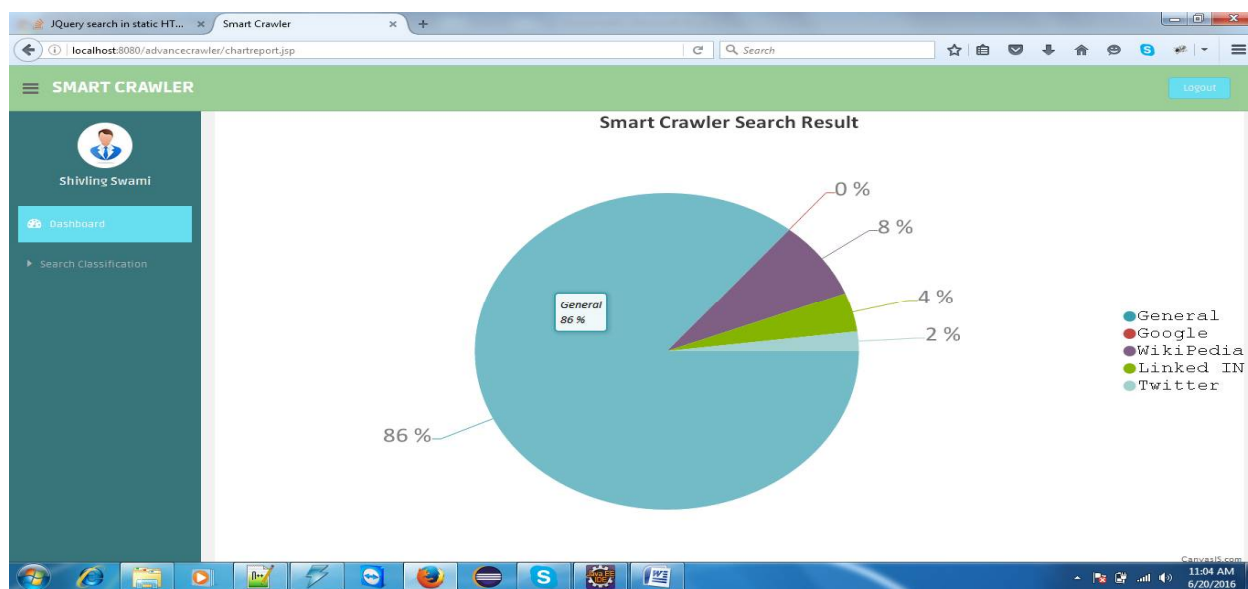 JQuery search in static HT...
Smart Crawler
localhost:8080/advancecrawler/chartreport.jsp
Search
SMART CRAWLER
Logout
Shivling Swami
Dashboard
Search Classification
Smart Crawler Search Result
0 %
8 %
4 %
2 %
86 %
General
86 %
General
Google
WikiPedia
Linked IN
Twitter
CanvasJS.com
11:04 AM
6/20/2016